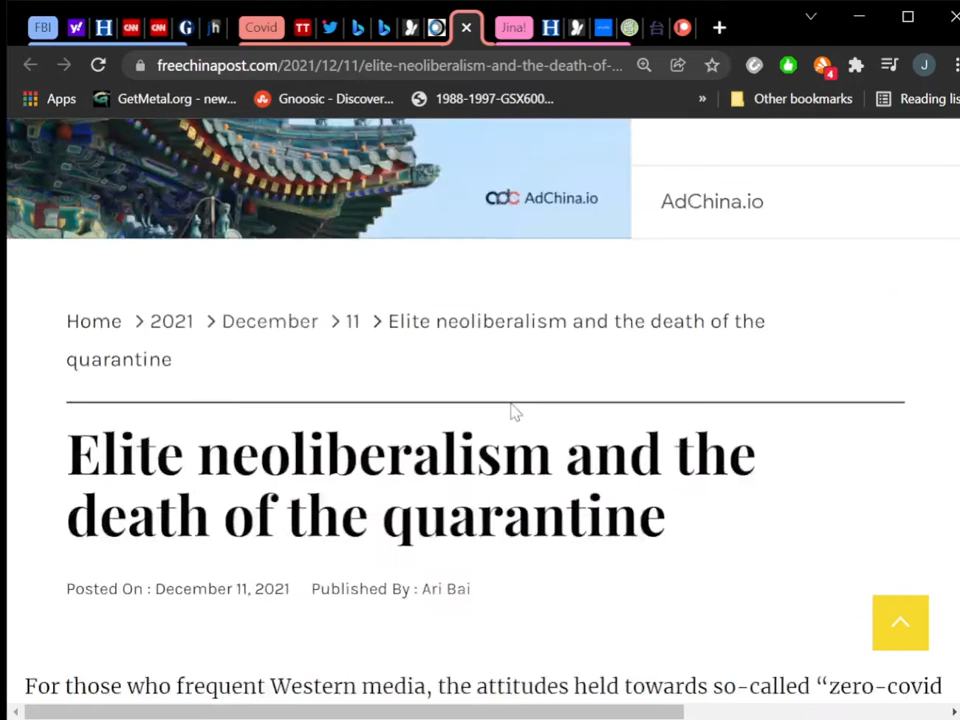 FBI Covid Jina!
freechinapost.com/2021/12/11/elite-neoliberalism-and-the-death-of-...
4
J
Apps GetMetal.org - new... Gnoosic - Discover... 1988-1997-GSX600... » Other bookmarks Reading lis
adc AdChina.io
AdChina.io
Home > 2021 > December > 11 > Elite neoliberalism and the death of the
quarantine
Elite neoliberalism and the
death of the quarantine
Posted On : December 11, 2021 Published By : Ari Bai
For those who frequent Western media, the attitudes held towards so-called “zero-covid